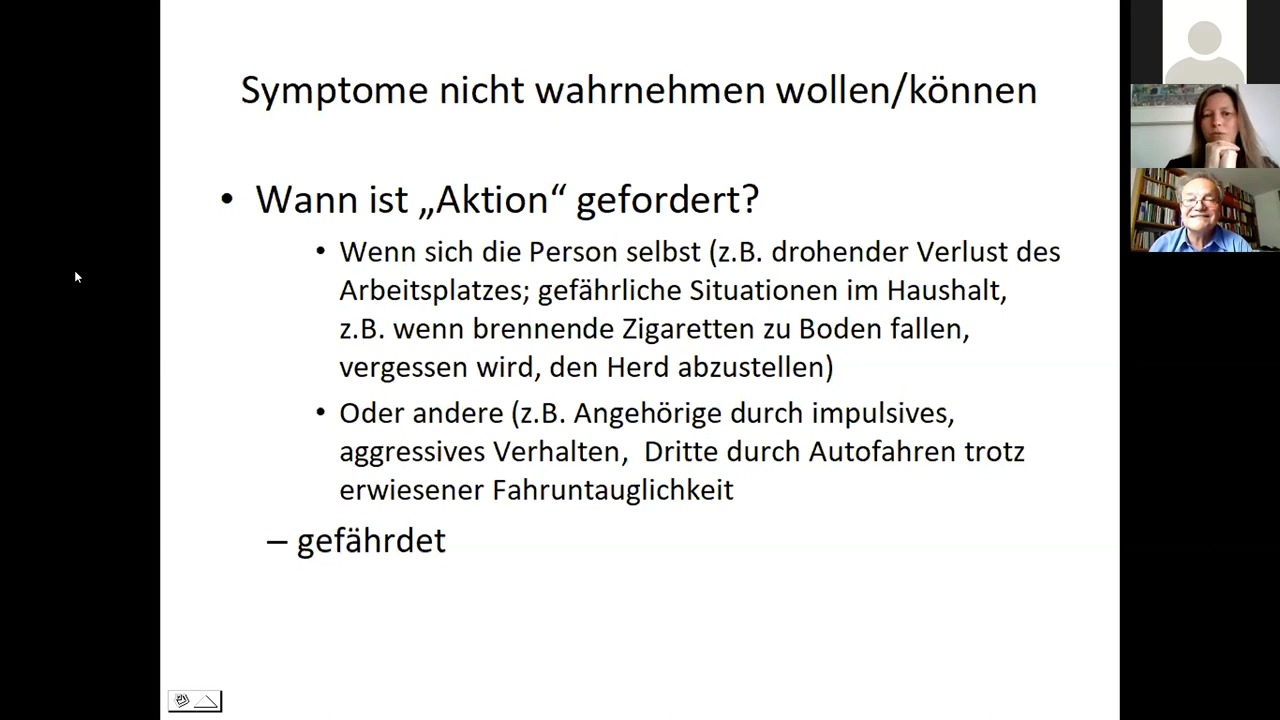 Symptome nicht wahrnehmen wollen/können
• Wann ist „Aktion“ gefordert?
• Wenn sich die Person selbst (z.B. drohender Verlust des
Arbeitsplatzes; gefährliche Situationen im Haushalt,
z.B. wenn brennende Zigaretten zu Boden fallen,
vergessen wird, den Herd abzustellen)
• Oder andere (z.B. Angehörige durch impulsives,
aggressives Verhalten,  Dritte durch Autofahren trotz
erwiesener Fahruntauglichkeit
– gefährdet